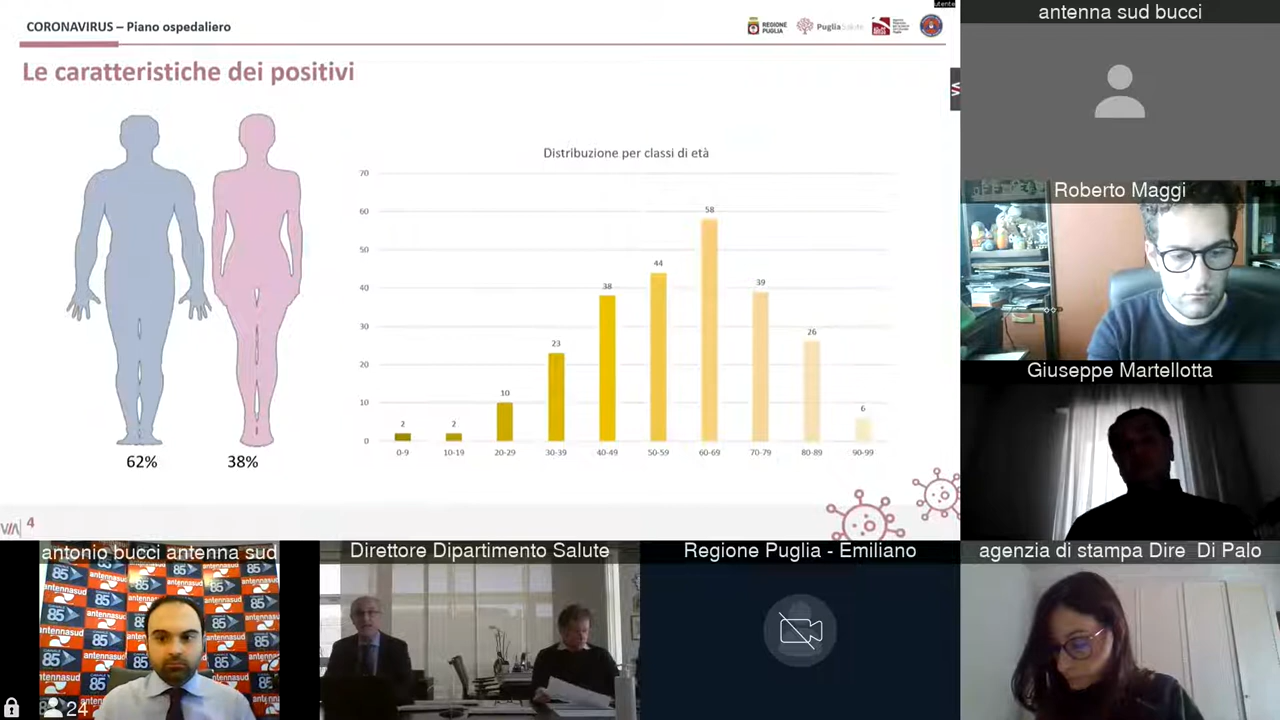 CORONAVIRUS – Piano ospedaliero
REGIONE PUGLIA
PugliaSalute
utente
Le caratteristiche dei positivi
62%
38%
Distribuzione per classi di età
70
60
50
40
30
20
10
0
2
2
10
23
38
44
58
39
26
6
0-9
10-19
20-29
30-39
40-49
50-59
60-69
70-79
80-89
90-99
4
antenna sud bucci
Roberto Maggi
Giuseppe Martellotta
antonio bucci antenna sud
antennasud
85
24
Direttore Dipartimento Salute
Regione Puglia - Emiliano
agenzia di stampa Dire Di Palo